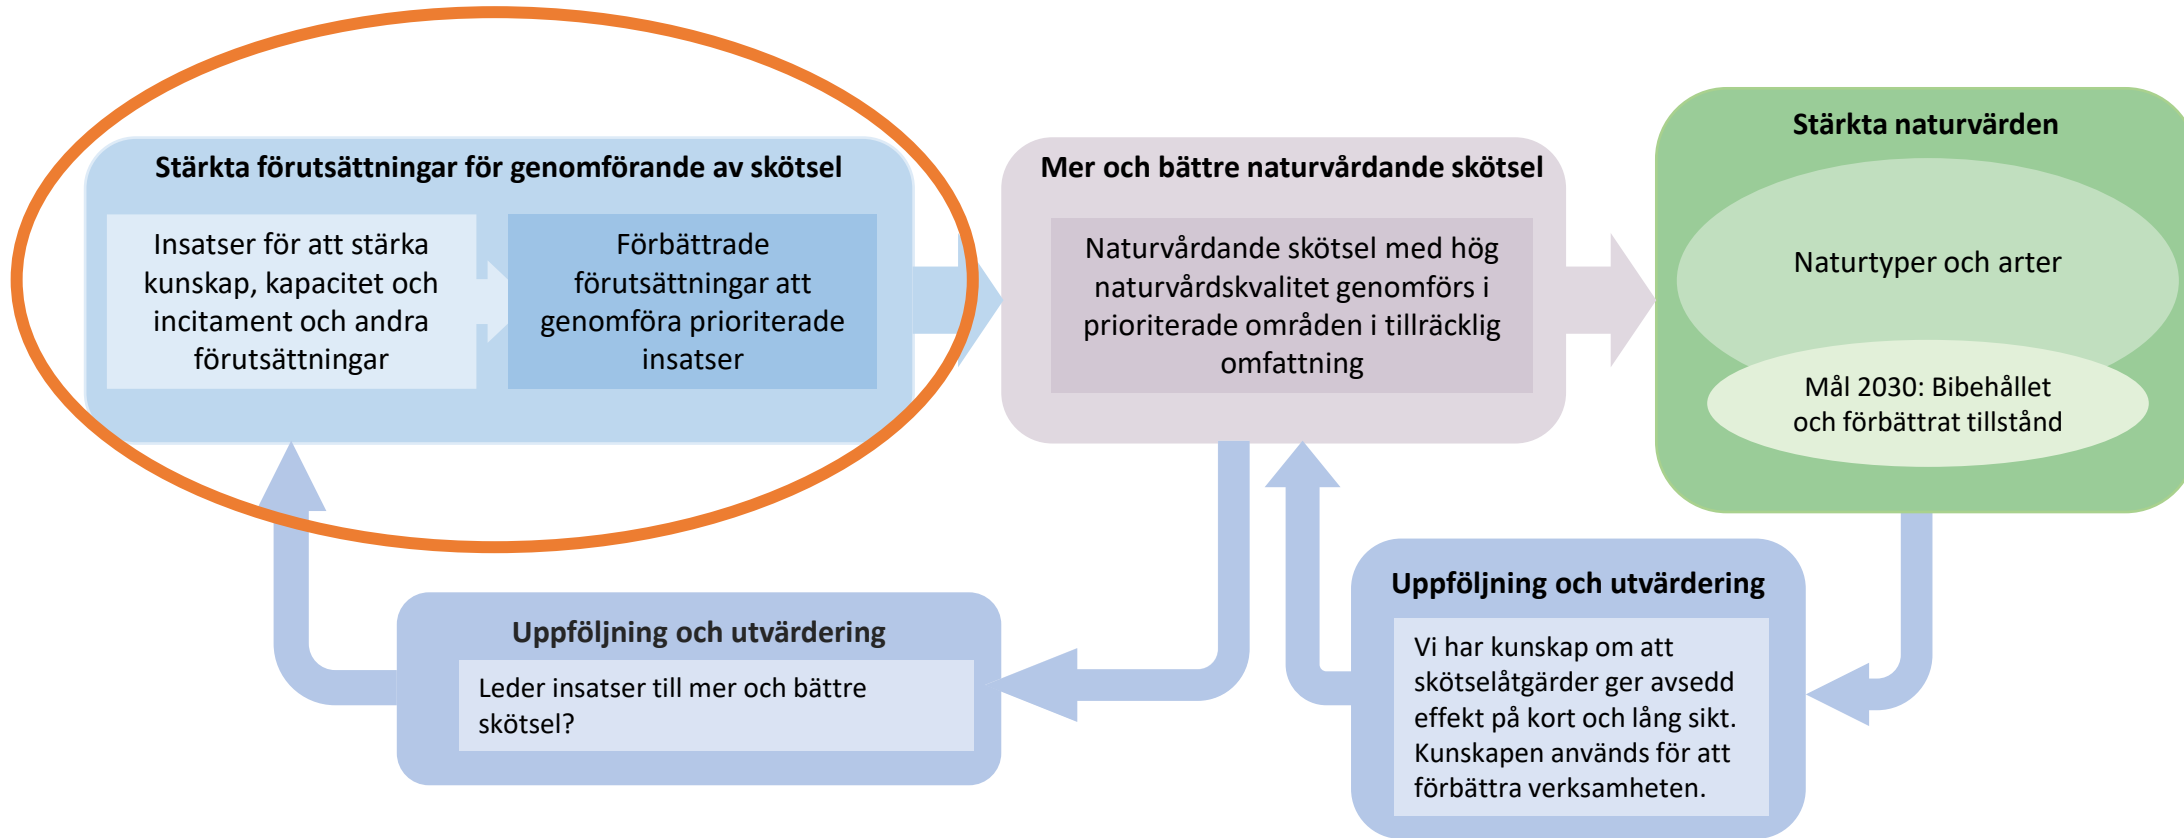 Stärkta förutsättningar för genomförande av skötsel
Insatser för att stärka
kunskap, kapacitet och
incitament och andra
förutsättningar
Förbättrade
förutsättningar att
genomföra prioriterade
insatser
Mer och bättre naturvårdande skötsel
Naturvårdande skötsel med hög
naturvårdskvalitet genomförs i
prioriterade områden i tillräcklig
omfattning
Stärkta naturvärden
Naturtyper och arter
Mål 2030: Bibehållet
och förbättrat tillstånd
Uppföljning och utvärdering
Leder insatser till mer och bättre
skötsel?
Uppföljning och utvärdering
Vi har kunskap om att
skötselåtgärder ger avsedd
effekt på kort och lång sikt.
Kunskapen används för att
förbättra verksamheten.